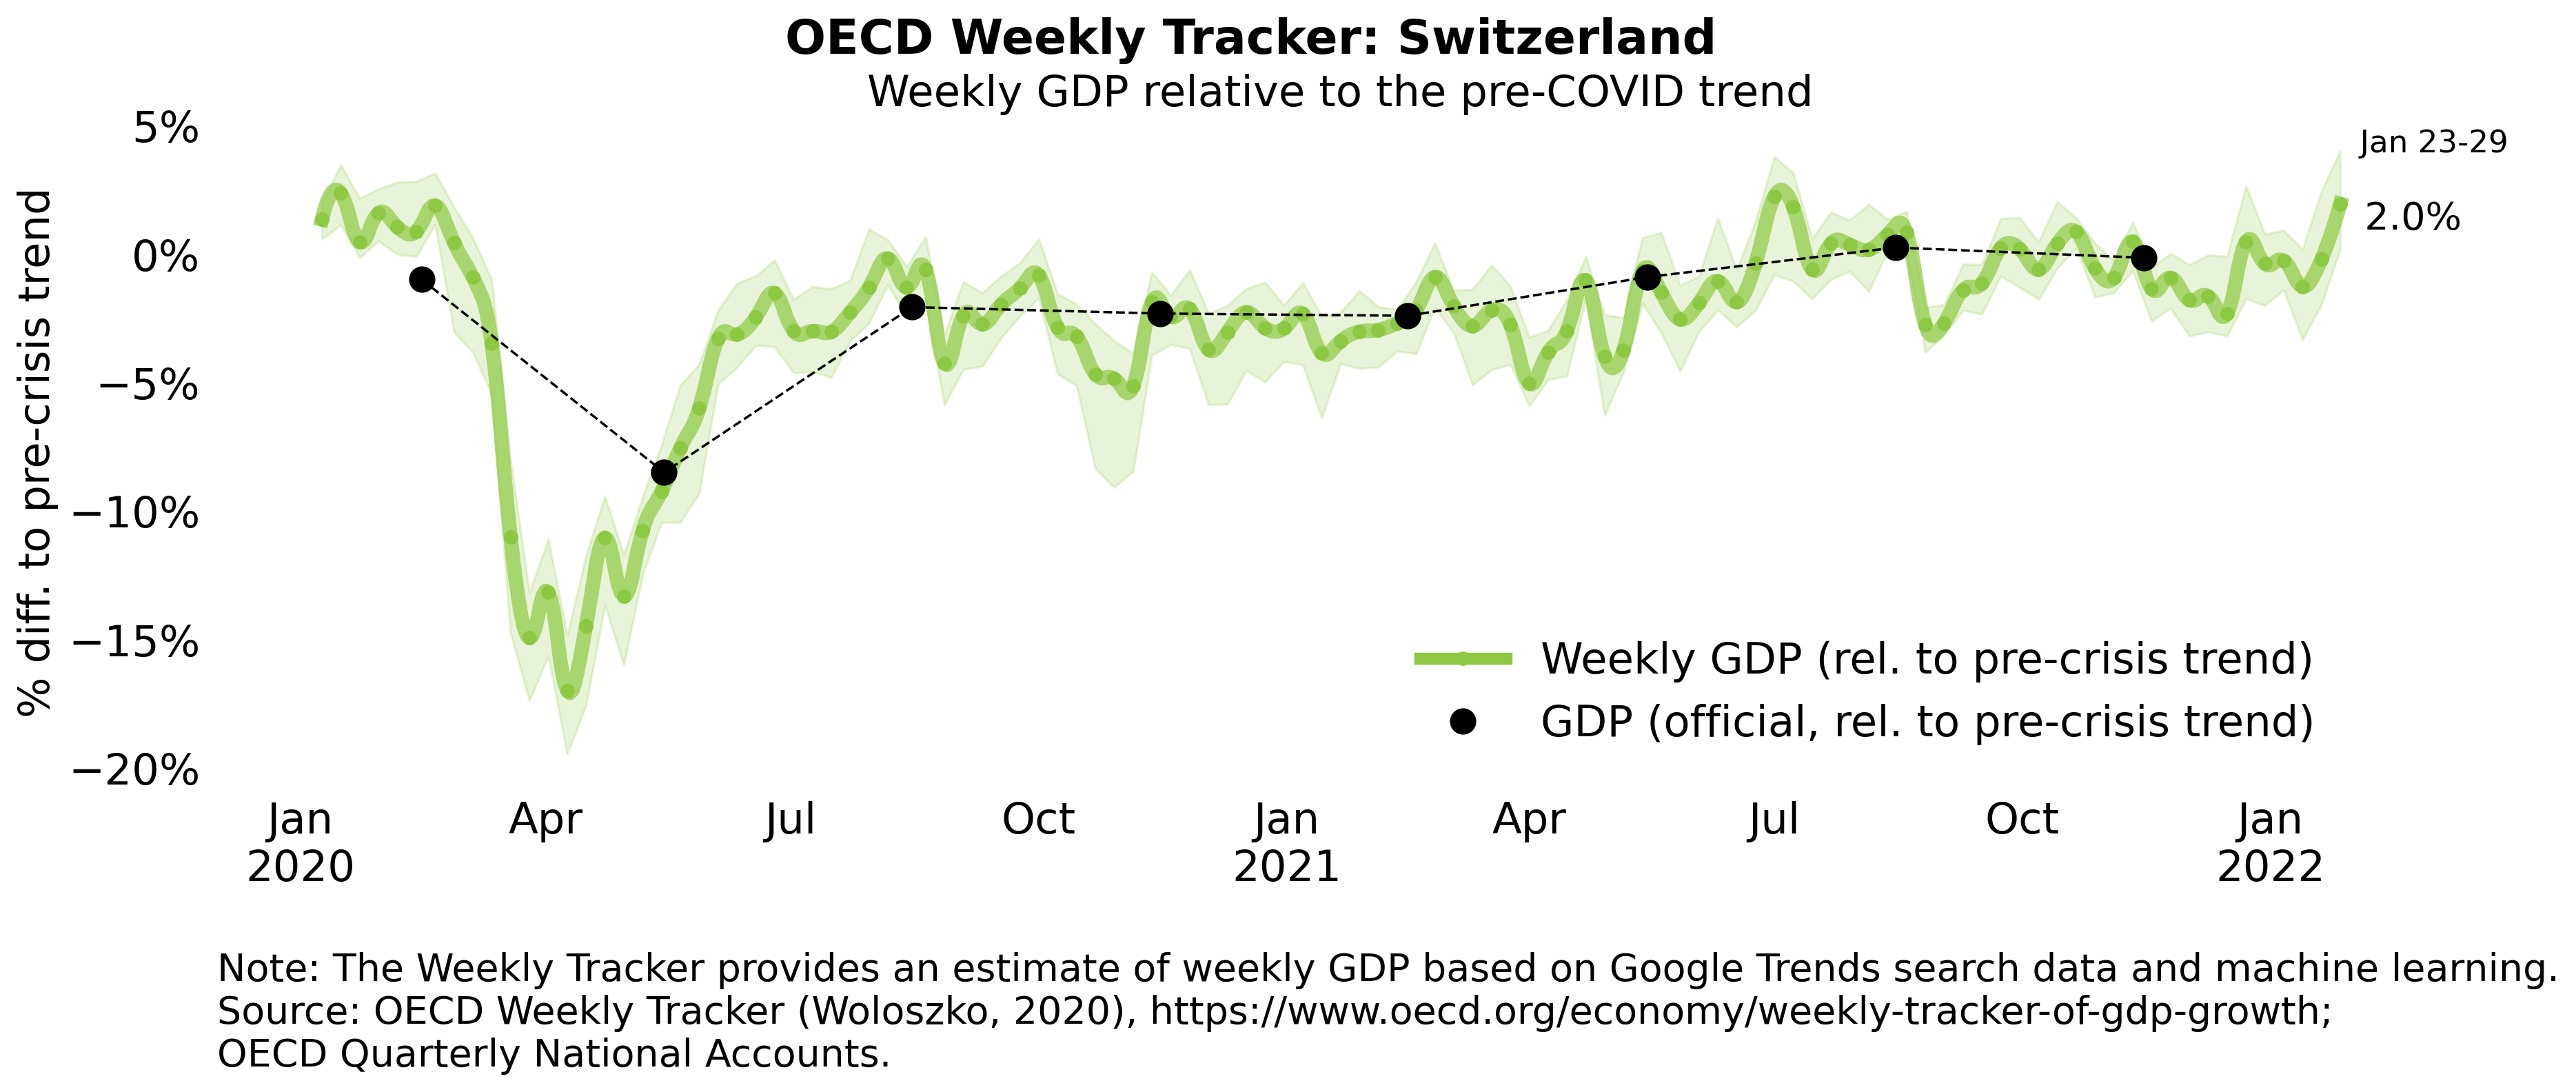 OECD Weekly Tracker: Switzerland
Weekly GDP relative to the pre-COVID trend
% diff. to pre-crisis trend
5%
0%
−5%
−10%
−15%
−20%
Jan 23-29
2.0%
Weekly GDP (rel. to pre-crisis trend)
GDP (official, rel. to pre-crisis trend)
Jan Apr Jul Oct Jan Apr Jul Oct Jan
2020 2021 2022
Note: The Weekly Tracker provides an estimate of weekly GDP based on Google Trends search data and machine learning.
Source: OECD Weekly Tracker (Woloszko, 2020), https://www.oecd.org/economy/weekly-tracker-of-gdp-growth;
OECD Quarterly National Accounts.